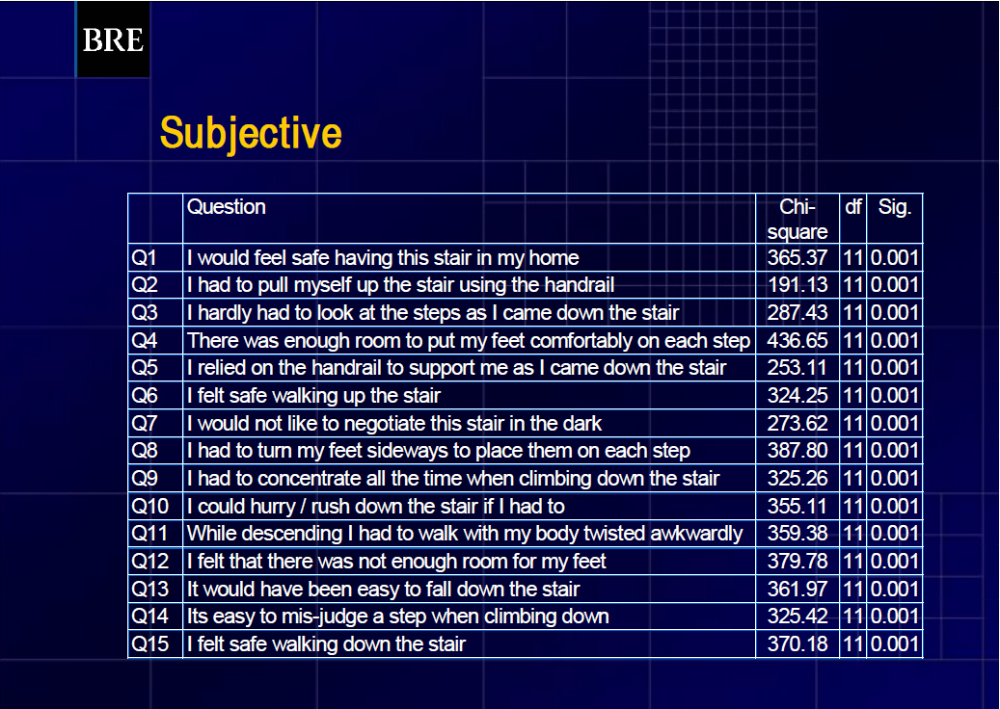 BRE
Subjective
Question Chi-square df Sig.
Q1 I would feel safe having this stair in my home 365.37 11 0.001
Q2 I had to pull myself up the stair using the handrail 191.13 11 0.001
Q3 I hardly had to look at the steps as I came down the stair 287.43 11 0.001
Q4 There was enough room to put my feet comfortably on each step 436.65 11 0.001
Q5 I relied on the handrail to support me as I came down the stair 253.11 11 0.001
Q6 I felt safe walking up the stair 324.25 11 0.001
Q7 I would not like to negotiate this stair in the dark 273.62 11 0.001
Q8 I had to turn my feet sideways to place them on each step 387.80 11 0.001
Q9 I had to concentrate all the time when climbing down the stair 325.26 11 0.001
Q10 I could hurry / rush down the stair if I had to 355.11 11 0.001
Q11 While descending I had to walk with my body twisted awkwardly 359.38 11 0.001
Q12 I felt that there was not enough room for my feet 379.78 11 0.001
Q13 It would have been easy to fall down the stair 361.97 11 0.001
Q14 Its easy to mis-judge a step when climbing down 325.42 11 0.001
Q15 I felt safe walking down the stair 370.18 11 0.001